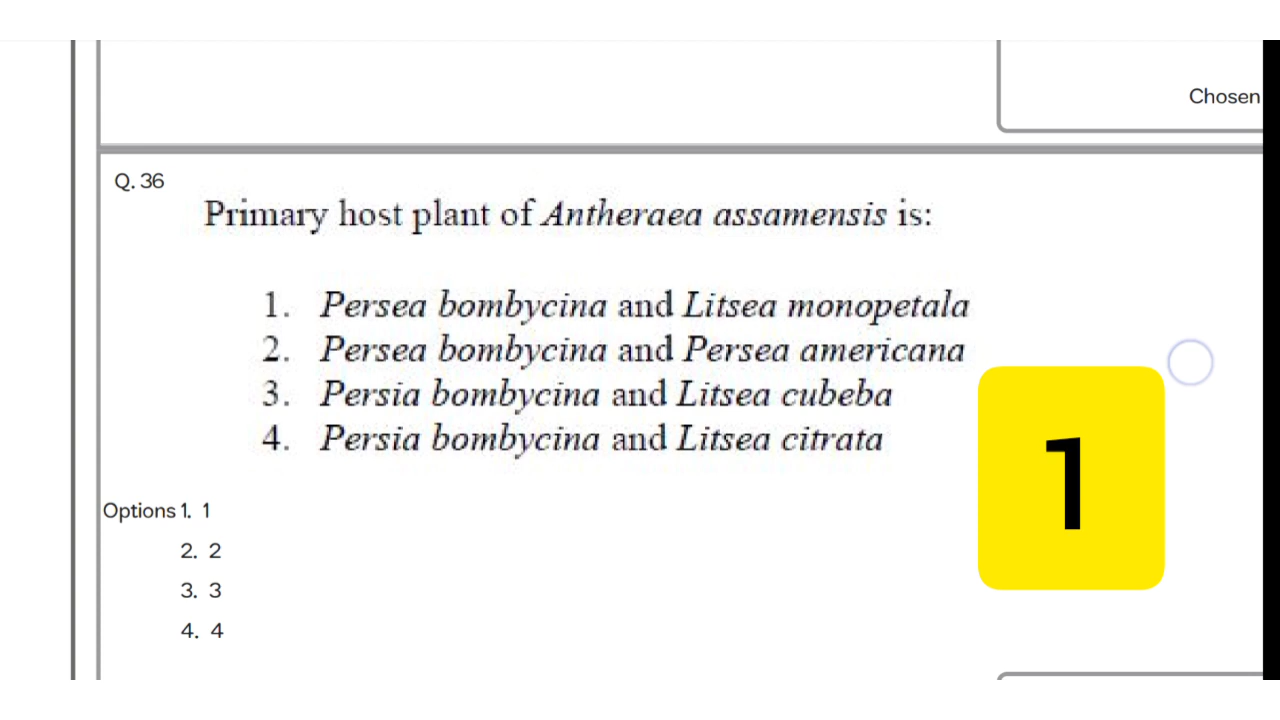 Chosen
Q. 36
Primary host plant of Antheraea assamensis is:
1. Persea bombycina and Litsea monopetala
2. Persea bombycina and Persea americana
3. Persia bombycina and Litsea cubeba
4. Persia bombycina and Litsea citrata
1
Options 1. 1
2. 2
3. 3
4. 4